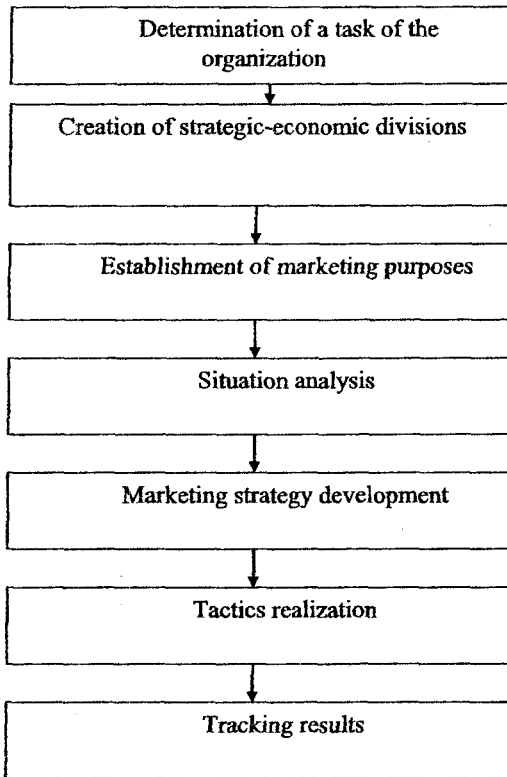 Determination of a task of the
organization
Creation of strategic-economic divisions
Establishment of marketing purposes
Situation analysis
Marketing strategy development
Tactics realization
Tracking results